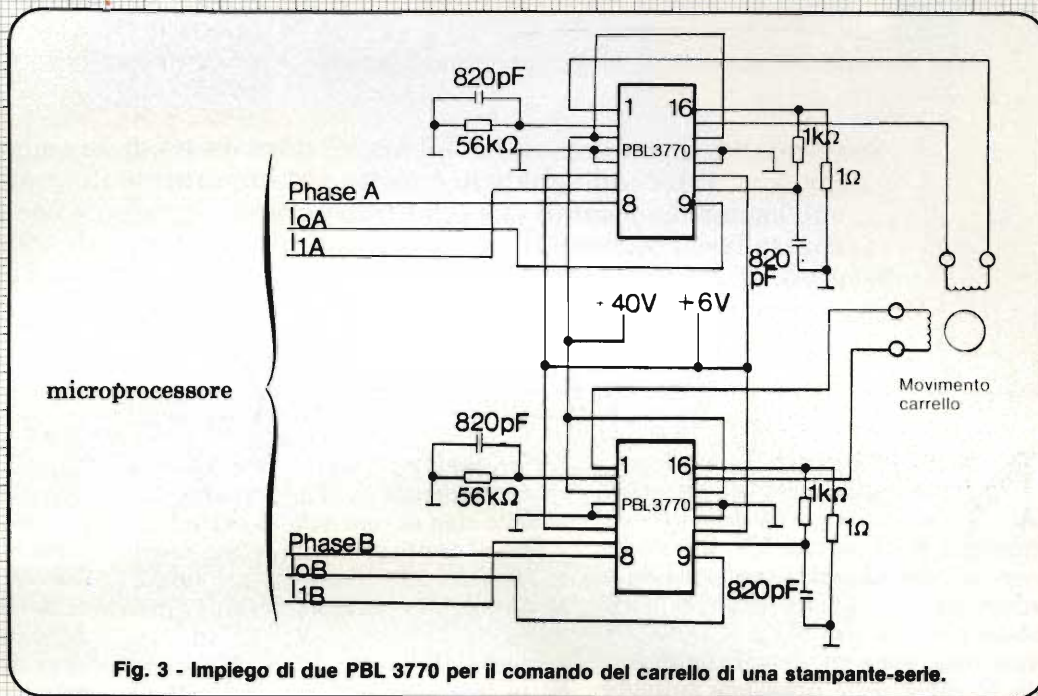 820pF
56kΩ
1 16
PBL3770
8 9
1kΩ
1Ω
820
pF
Phase A
IoA
I1A
+40V +6V
microprocessore
Movimento
carrello
820pF
56kΩ
1 16
PBL3770
8 9
1kΩ
1Ω
820pF
Phase B
IoB
I1B
Fig. 3 - Impiego di due PBL 3770 per il comando del carrello di una stampante-serie.